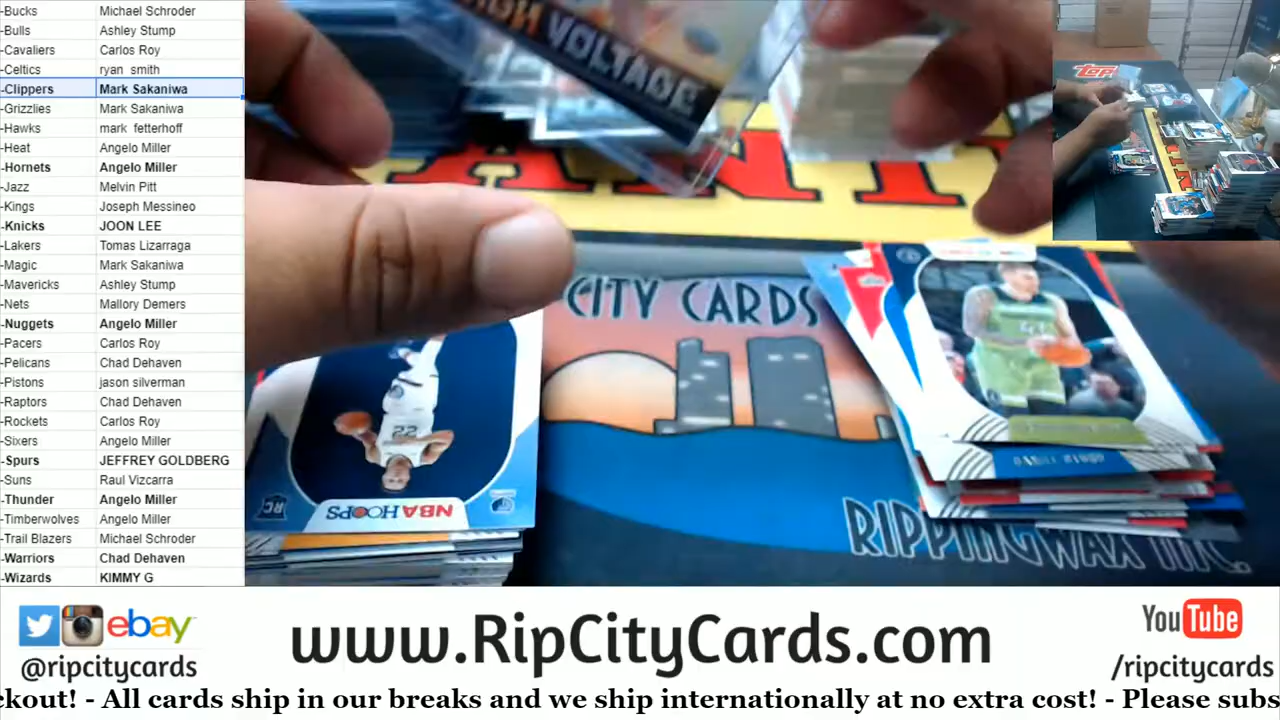 -Bucks Michael Schroder
-Bulls Ashley Stump
-Cavaliers Carlos Roy
-Celtics ryan smith
-Clippers Mark Sakaniwa
-Grizzlies Mark Sakaniwa
-Hawks mark fetterhoff
-Heat Angelo Miller
-Hornets Angelo Miller
-Jazz Melvin Pitt
-Kings Joseph Messineo
-Knicks JOON LEE
-Lakers Tomas Lizarraga
-Magic Mark Sakaniwa
-Mavericks Ashley Stump
-Nets Mallory Demers
-Nuggets Angelo Miller
-Pacers Carlos Roy
-Pelicans Chad Dehaven
-Pistons jason silverman
-Raptors Chad Dehaven
-Rockets Carlos Roy
-Sixers Angelo Miller
-Spurs JEFFREY GOLDBERG
-Suns Raul Vizcarra
-Thunder Angelo Miller
-Timberwolves Angelo Miller
-Trail Blazers Michael Schroder
-Warriors Chad Dehaven
-Wizards KIMMY G
VOLTAGE
CITY CARDS
RIPPINGWAX INC.
NBA HOOPS
RC
22
ebay
@ripcitycards
www.RipCityCards.com
YouTube
/ripcitycards
ckout! - All cards ship in our breaks and we ship internationally at no extra cost! - Please subs